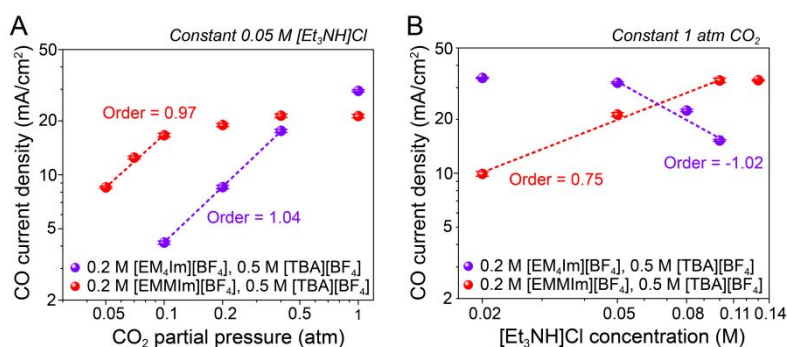 A
Constant 0.05 M [Et₃NH]Cl
CO current density (mA/cm²)
50
20
10
5
2
Order = 0.97
Order = 1.04
0.2 M [EM₄Im][BF₄], 0.5 M [TBA][BF₄]
0.2 M [EMMIm][BF₄], 0.5 M [TBA][BF₄]
0.05 0.1 0.2 0.5 1
CO₂ partial pressure (atm)
B
Constant 1 atm CO₂
CO current density (mA/cm²)
50
20
10
5
2
Order = 0.75
Order = -1.02
0.2 M [EM₄Im][BF₄], 0.5 M [TBA][BF₄]
0.2 M [EMMIm][BF₄], 0.5 M [TBA][BF₄]
0.02 0.05 0.08 0.11 0.14
[Et₃NH]Cl concentration (M)